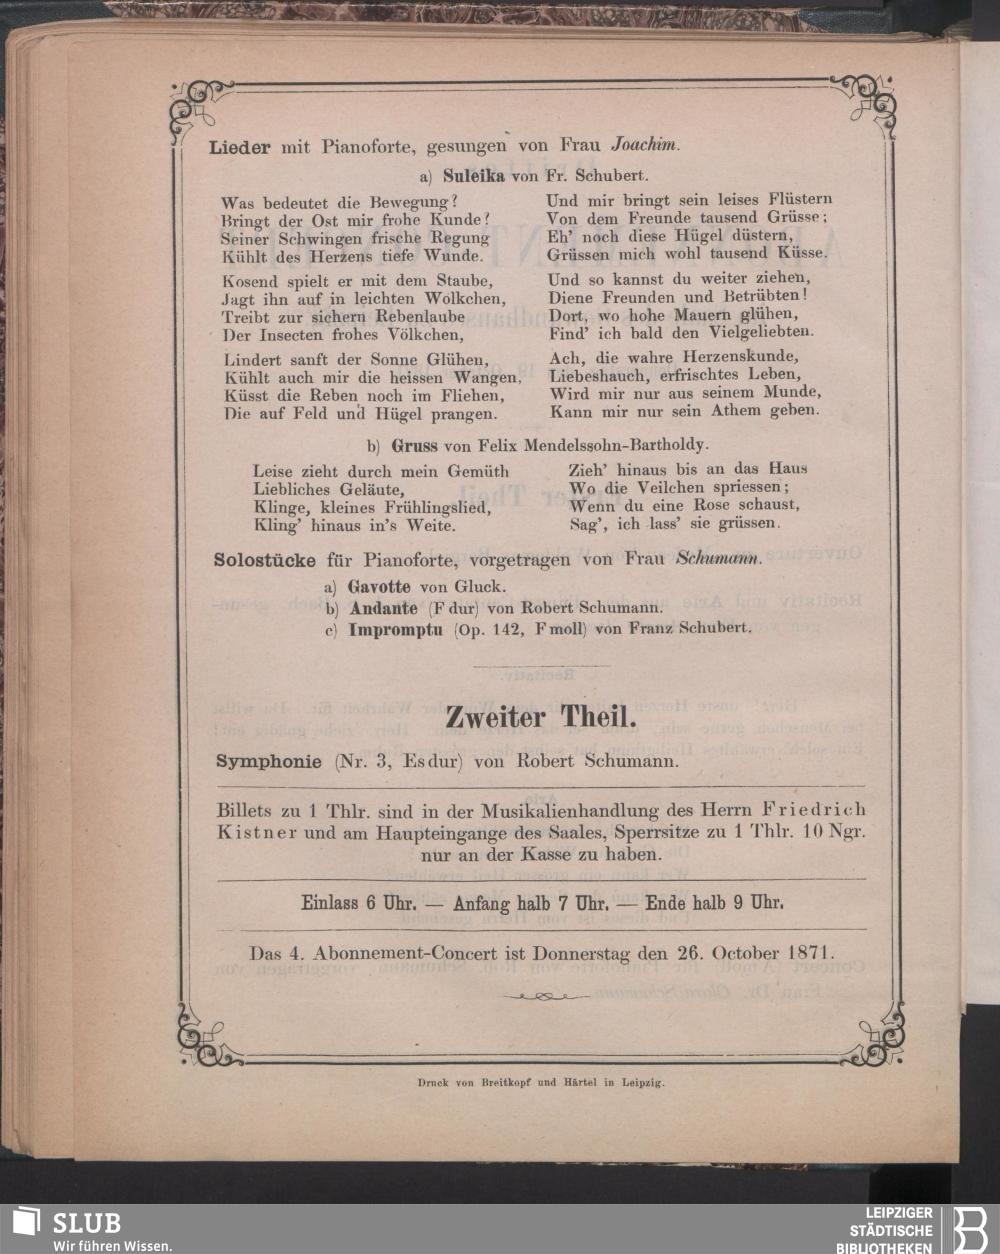 Lieder mit Pianoforte, gesungen von Frau Joachim.
a) Suleika von Fr. Schubert.
Was bedeutet die Bewegung?
Bringt der Ost mir frohe Kunde?
Seiner Schwingen frische Regung
Kühlt des Herzens tiefe Wunde.
Kosend spielt er mit dem Staube,
Jagt ihn auf in leichten Wölkchen,
Treibt zur sichern Rebenlaube
Der Insecten frohes Völkchen,
Lindert sanft der Sonne Glühen,
Kühlt auch mir die heissen Wangen,
Küsst die Reben noch im Fliehen,
Die auf Feld und Hügel prangen.
Und mir bringt sein leises Flüstern
Von dem Freunde tausend Grüsse;
Eh' noch diese Hügel düstern,
Grüssen mich wohl tausend Küsse.
Und so kannst du weiter ziehen,
Diene Freunden und Betrübten!
Dort, wo hohe Mauern glühen,
Find' ich bald den Vielgeliebten.
Ach, die wahre Herzenskunde,
Liebeshauch, erfrischtes Leben,
Wird mir nur aus seinem Munde,
Kann mir nur sein Athem geben.
b) Gruss von Felix Mendelssohn-Bartholdy.
Leise zieht durch mein Gemüth
Liebliches Geläute,
Klinge, kleines Frühlingslied,
Kling' hinaus in's Weite.
Zieh' hinaus bis an das Haus
Wo die Veilchen spriessen;
Wenn du eine Rose schaust,
Sag', ich lass' sie grüssen.
Solostücke für Pianoforte, vorgetragen von Frau Schumann.
a) Gavotte von Gluck.
b) Andante (F dur) von Robert Schumann.
c) Impromptu (Op. 142, F moll) von Franz Schubert.
Zweiter Theil.
Symphonie (Nr. 3, Es dur) von Robert Schumann.
Billets zu 1 Thlr. sind in der Musikalienhandlung des Herrn Friedrich
Kistner und am Haupteingange des Saales, Sperrsitze zu 1 Thlr. 10 Ngr.
nur an der Kasse zu haben.
Einlass 6 Uhr. — Anfang halb 7 Uhr. — Ende halb 9 Uhr.
Das 4. Abonnement-Concert ist Donnerstag den 26. October 1871.
Druck von Breitkopf und Härtel in Leipzig.
SLUB
Wir führen Wissen.
LEIPZIGER
STÄDTISCHE
BIBLIOTHEKEN